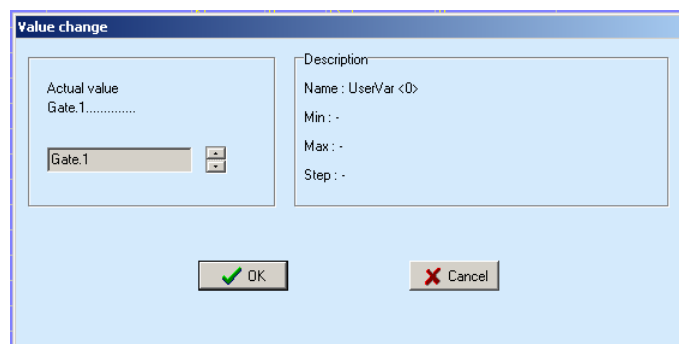 Value change
Actual value
Gate.1..............
Gate.1
Description
Name : UserVar <0>
Min : -
Max : -
Step : -
OK
Cancel